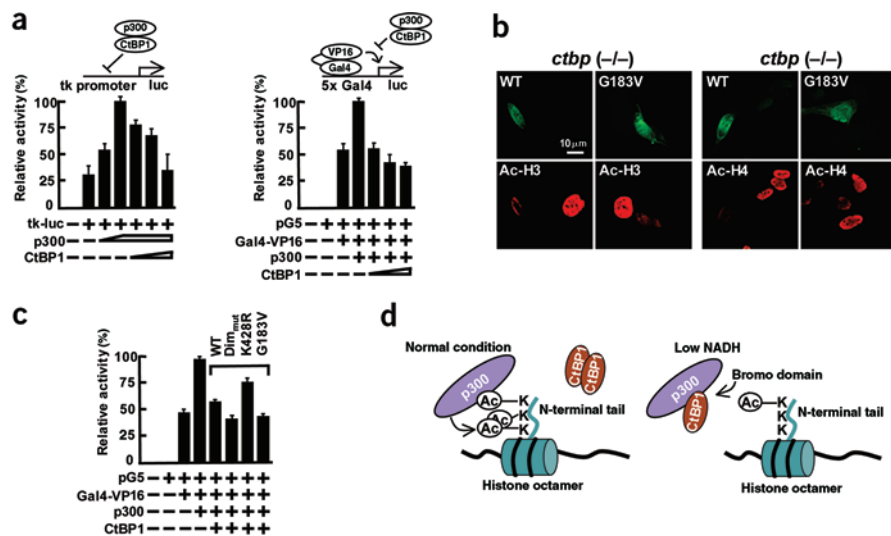 a
p300
CtBP1
tk promoter
luc
Relative activity (%)
100
75
50
25
tk-luc – + + + + + +
p300 – –
CtBP1 – – – –
VP16
Gal4
p300
CtBP1
5x Gal4
luc
Relative activity (%)
100
75
50
25
pG5 – + + + + + +
Gal4-VP16 – – + + + + +
p300 – – – + + + +
CtBP1 – – – –
b
ctbp (–/–)
ctbp (–/–)
WT
G183V
WT
G183V
10 μm
Ac-H3
Ac-H3
Ac-H4
Ac-H4
c
Relative activity (%)
100
75
50
25
WT
Dim mut
K428R
G183V
pG5 – + + + + + + +
Gal4-VP16 – – + + + + + +
p300 – – – + + + + +
CtBP1 – – – – + + + +
d
Normal condition
p300
CtBP1
CtBP1
Ac
K
Ac
K
Ac
K
N-terminal tail
Histone octamer
Low NADH
p300
CtBP1
Bromo domain
Ac
K
K
K
N-terminal tail
Histone octamer